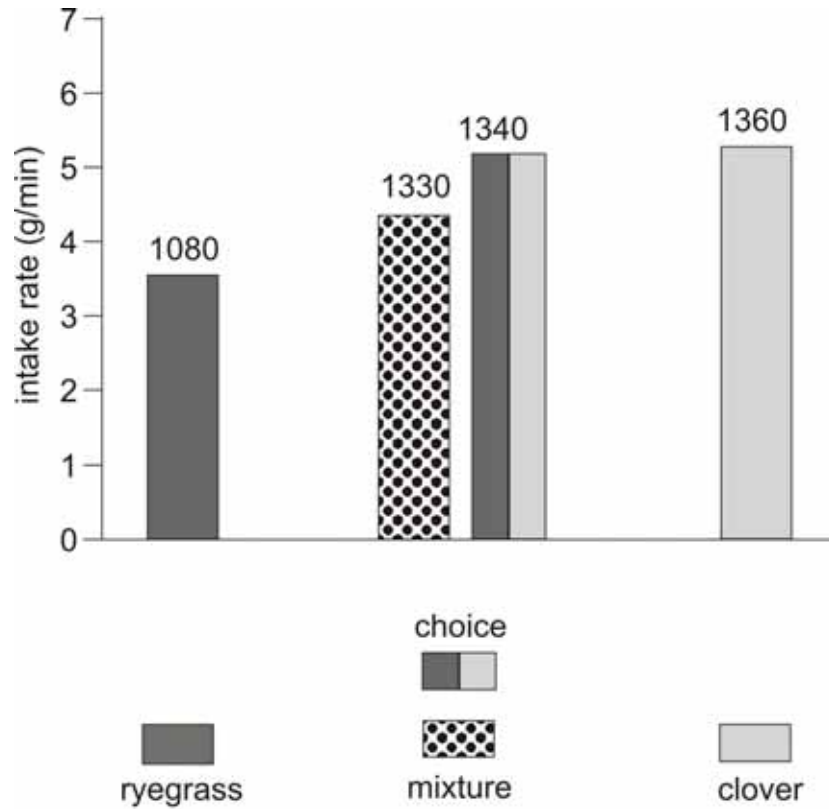 7
6
5
4
3
2
1
0
intake rate (g/min)
1080
1330
1340
1360
choice
ryegrass
mixture
clover